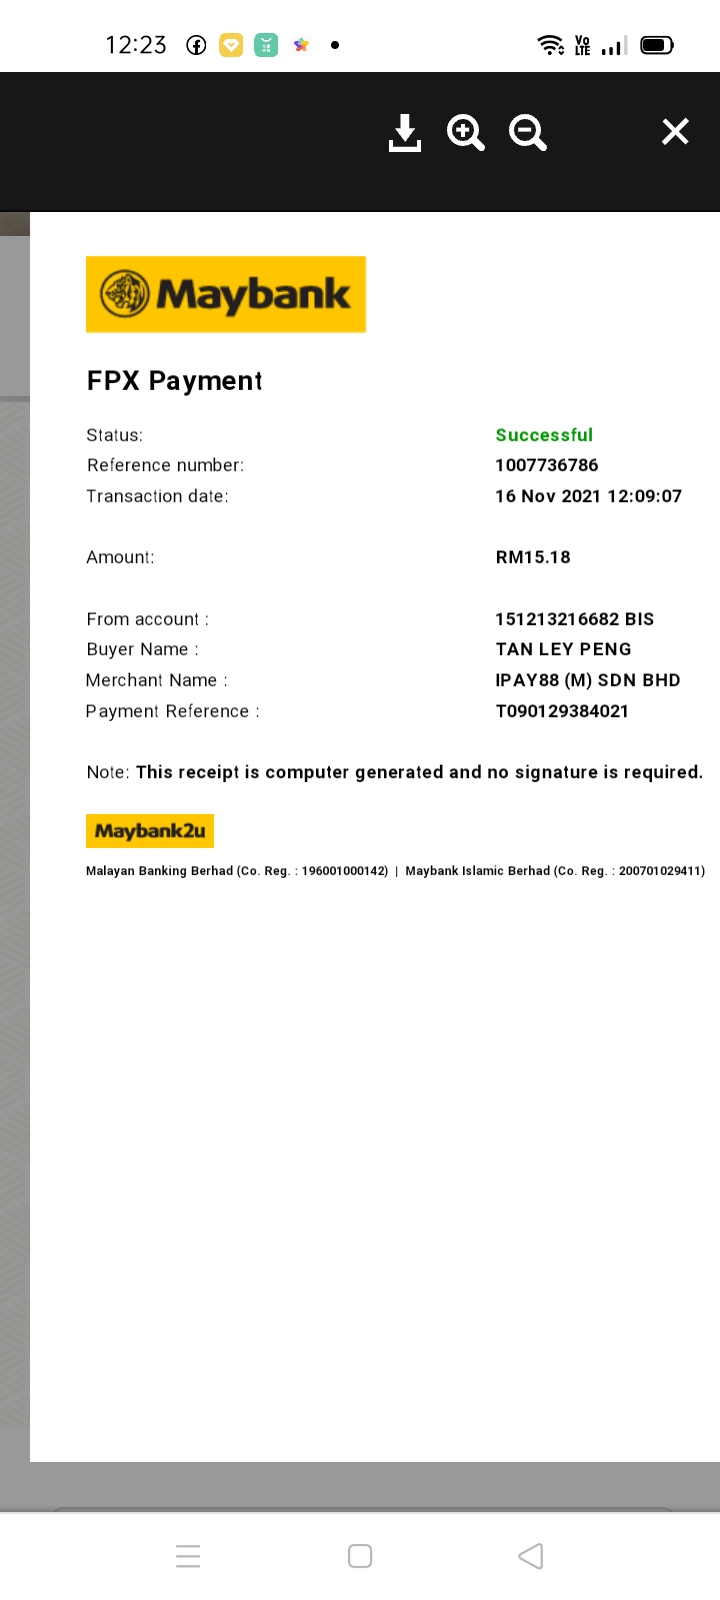 12:23
VO LTE
Maybank
FPX Payment
Status: Successful
Reference number: 1007736786
Transaction date: 16 Nov 2021 12:09:07
Amount: RM15.18
From account : 151213216682 BIS
Buyer Name : TAN LEY PENG
Merchant Name : IPAY88 (M) SDN BHD
Payment Reference : T090129384021
Note: This receipt is computer generated and no signature is required.
Maybank2u
Malayan Banking Berhad (Co. Reg. : 196001000142) | Maybank Islamic Berhad (Co. Reg. : 200701029411)